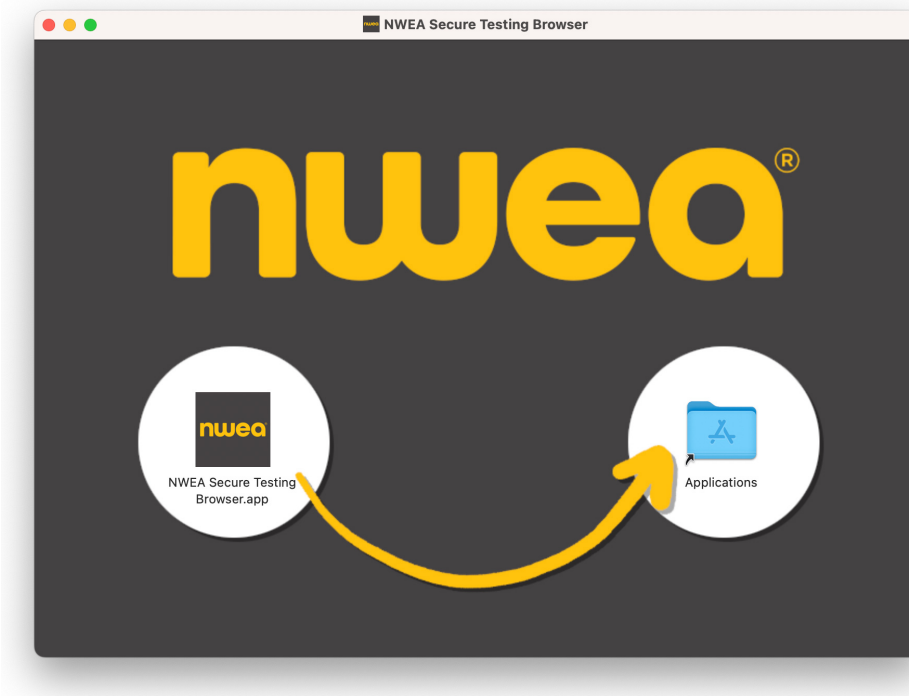 NWEA Secure Testing Browser
nwea®
nwea
NWEA Secure Testing
Browser.app
Applications